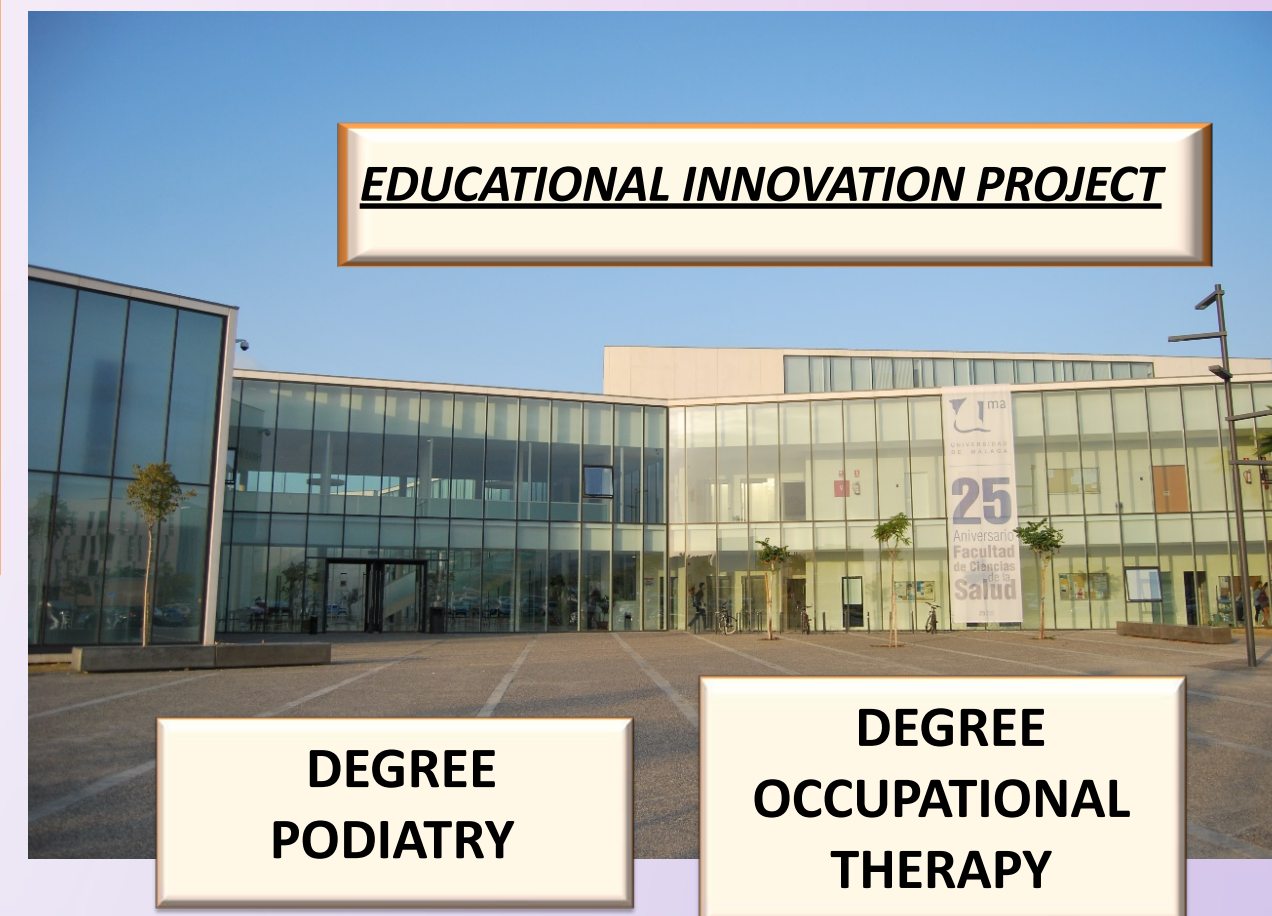 EDUCATIONAL INNOVATION PROJECT
uma
UNIVERSIDAD
DE MÁLAGA
25
Aniversario
Facultad
de Ciencias
de la
Salud
DEGREE
PODIATRY
DEGREE
OCCUPATIONAL
THERAPY